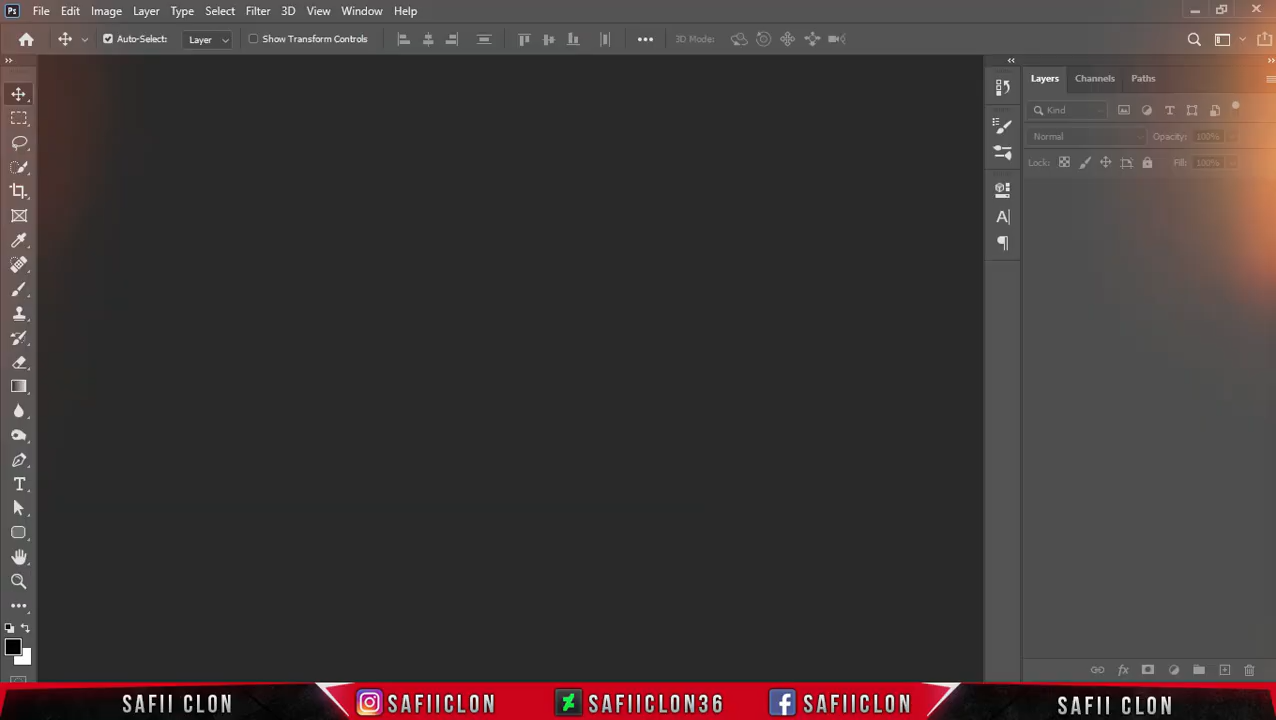 Ps File Edit Image Layer Type Select Filter 3D View Window Help
Auto-Select: Layer Show Transform Controls 3D Mode:
Layers Channels Paths
Kind
Normal Opacity: 100%
Lock: Fill: 100%
SAFII CLON SAFIICLON SAFIICLON36 SAFIICLON SAFII CLON